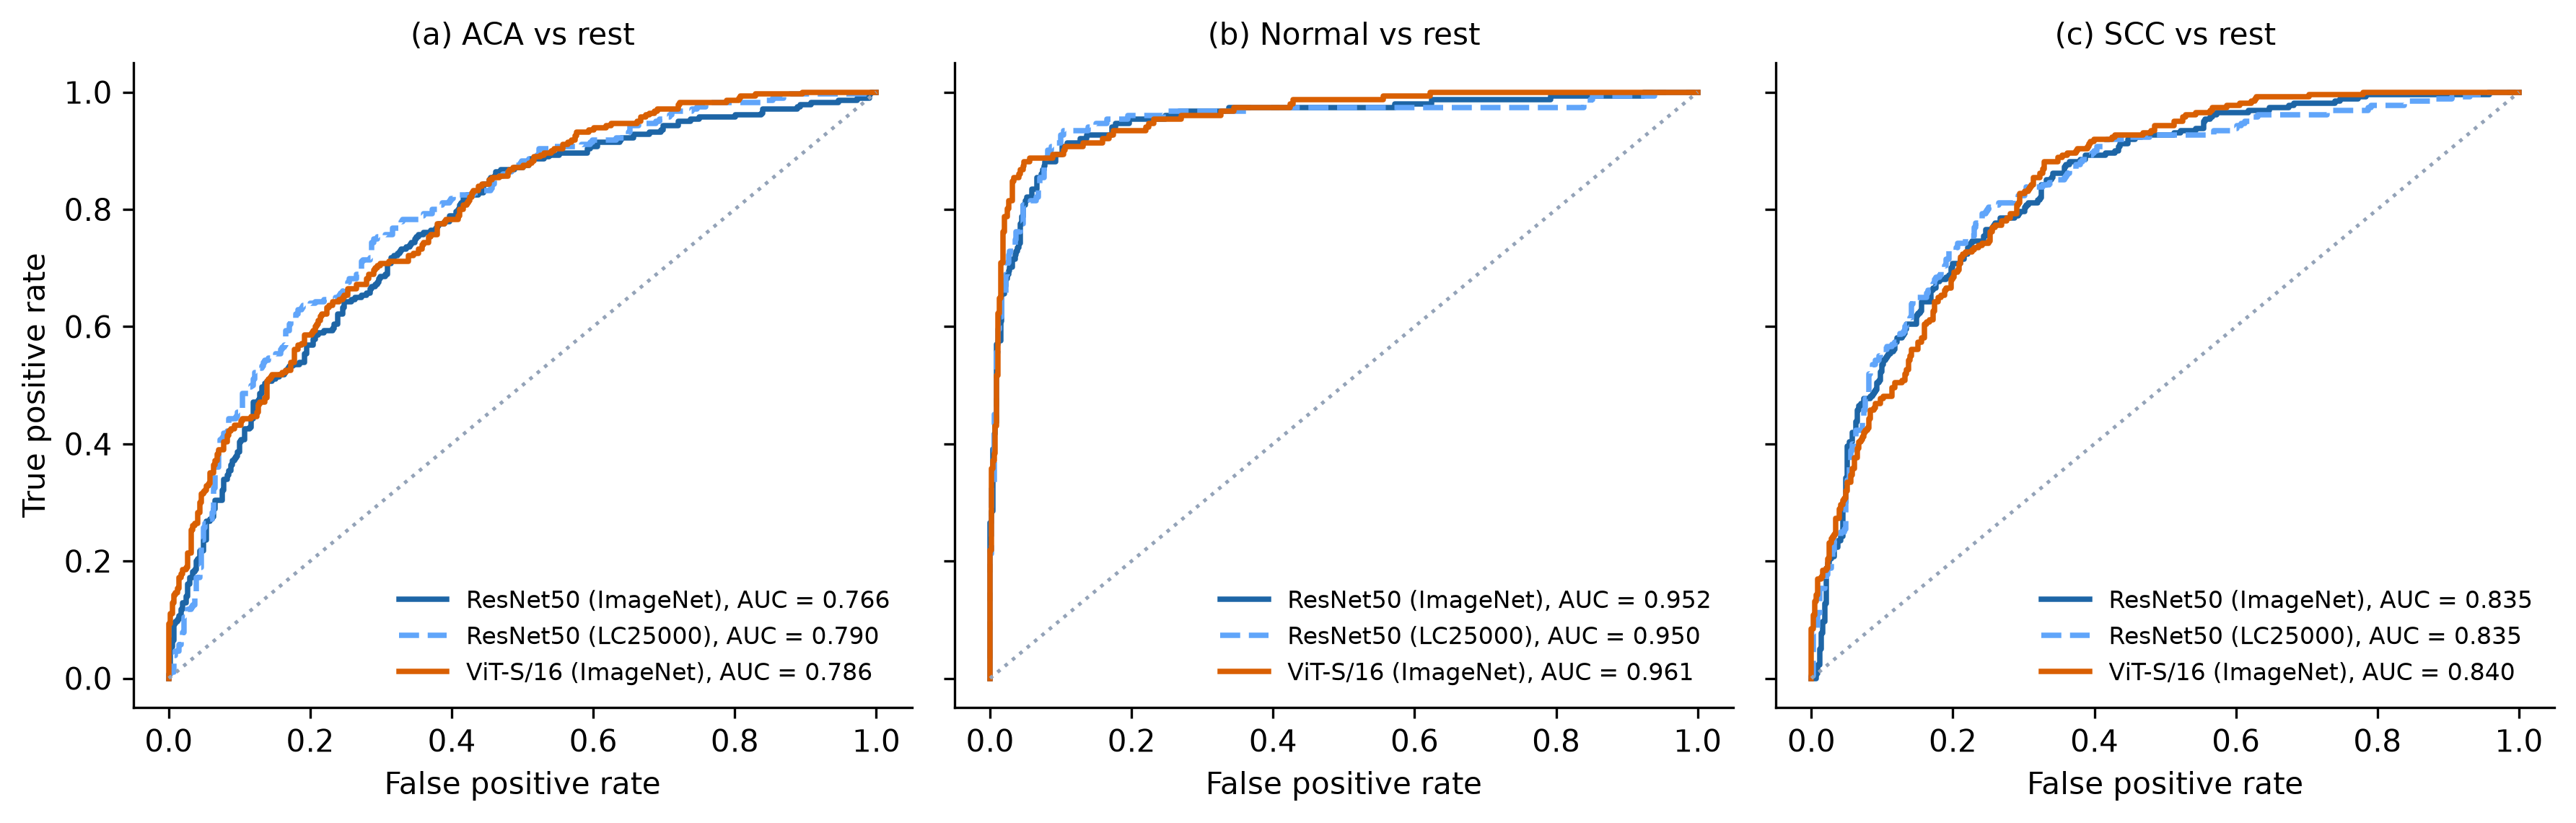 (a) ACA vs rest
True positive rate
1.0
0.8
0.6
0.4
0.2
0.0
ResNet50 (ImageNet), AUC = 0.766
ResNet50 (LC25000), AUC = 0.790
ViT-S/16 (ImageNet), AUC = 0.786
0.0 0.2 0.4 0.6 0.8 1.0
False positive rate
(b) Normal vs rest
ResNet50 (ImageNet), AUC = 0.952
ResNet50 (LC25000), AUC = 0.950
ViT-S/16 (ImageNet), AUC = 0.961
0.0 0.2 0.4 0.6 0.8 1.0
False positive rate
(c) SCC vs rest
ResNet50 (ImageNet), AUC = 0.835
ResNet50 (LC25000), AUC = 0.835
ViT-S/16 (ImageNet), AUC = 0.840
0.0 0.2 0.4 0.6 0.8 1.0
False positive rate